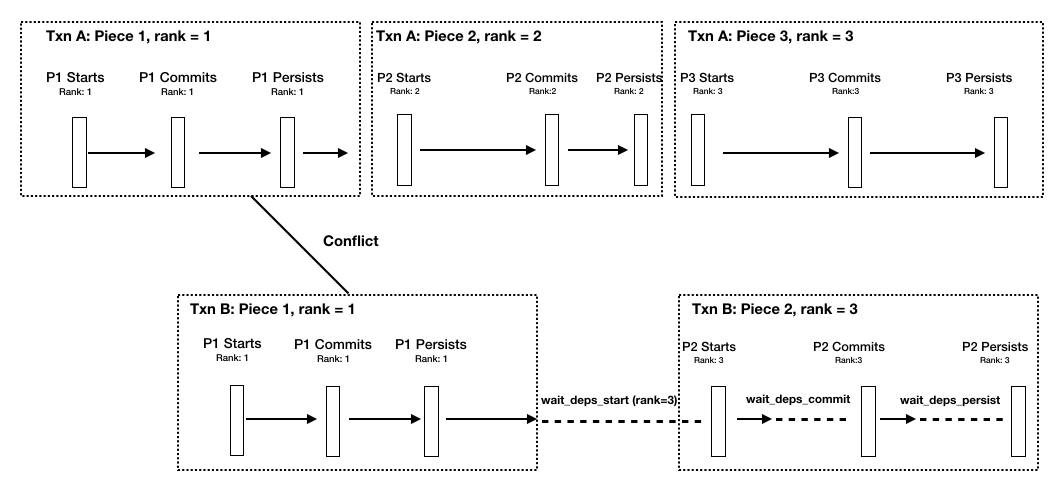 Txn A: Piece 1, rank = 1
P1 Starts
Rank: 1
P1 Commits
Rank: 1
P1 Persists
Rank: 1
Txn A: Piece 2, rank = 2
P2 Starts
Rank: 2
P2 Commits
Rank:2
P2 Persists
Rank: 2
Txn A: Piece 3, rank = 3
P3 Starts
Rank: 3
P3 Commits
Rank:3
P3 Persists
Rank: 3
Conflict
Txn B: Piece 1, rank = 1
P1 Starts
Rank: 1
P1 Commits
Rank: 1
P1 Persists
Rank: 1
wait_deps_start (rank=3)
Txn B: Piece 2, rank = 3
P2 Starts
Rank: 3
P2 Commits
Rank:3
P2 Persists
Rank: 3
wait_deps_commit
wait_deps_persist